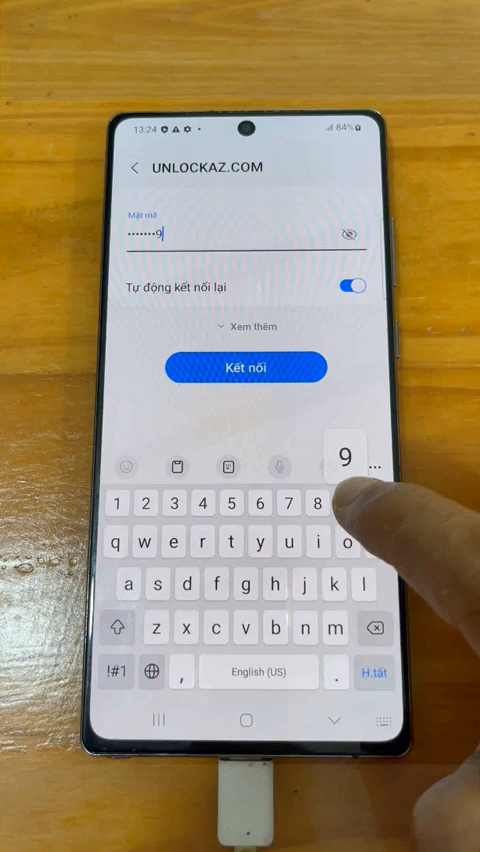 13:24
84%
UNLOCKAZ.COM
Mật mã
•••••••9
Tự động kết nối lại
Xem thêm
Kết nối
9
1 2 3 4 5 6 7 8
q w e r t y u i o
a s d f g h j k l
z x c v b n m
!#1 , English (US) . H.tất